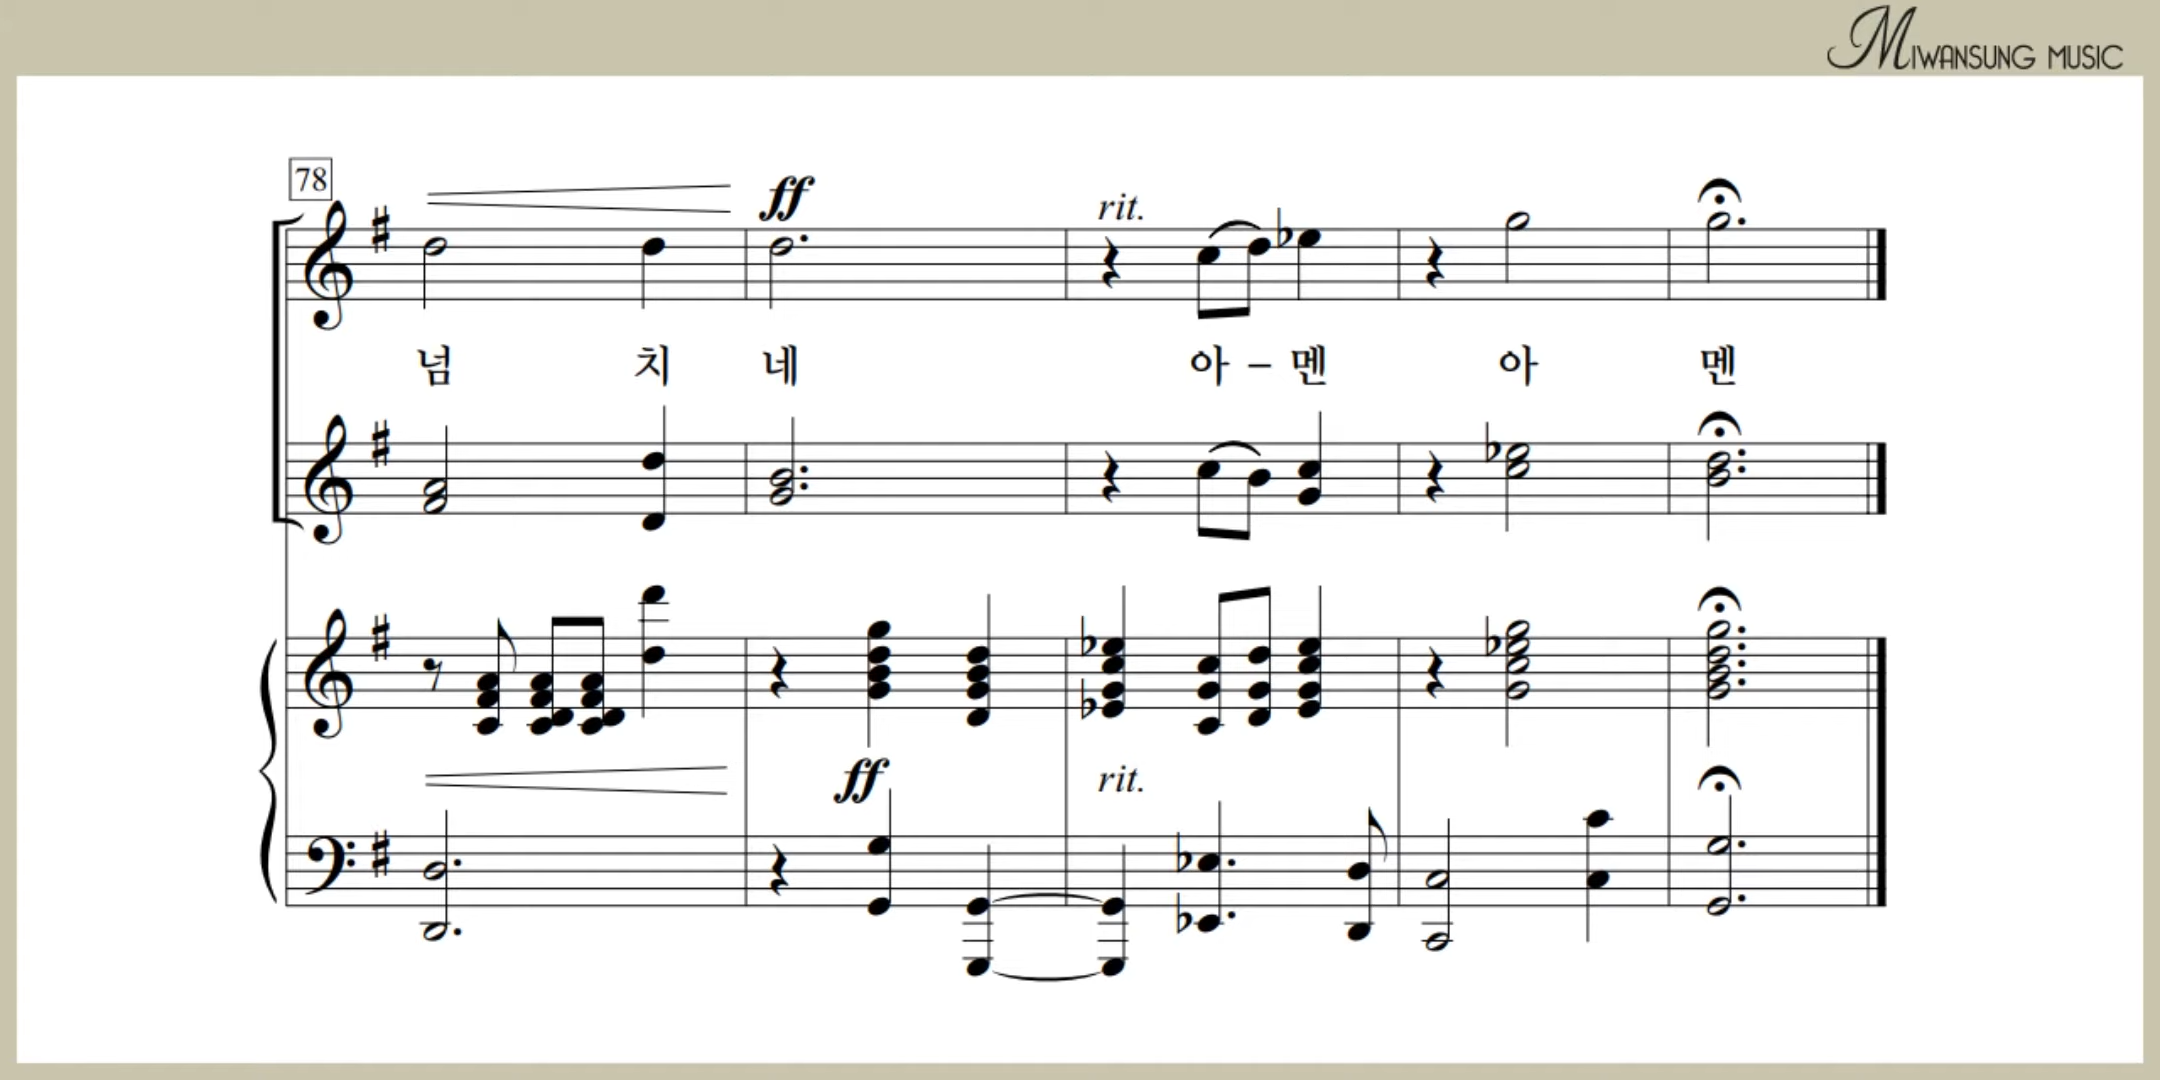 MIWANSUNG MUSIC
78
ff
rit.
넘 치 네 아 – 멘 아 멘
ff
rit.